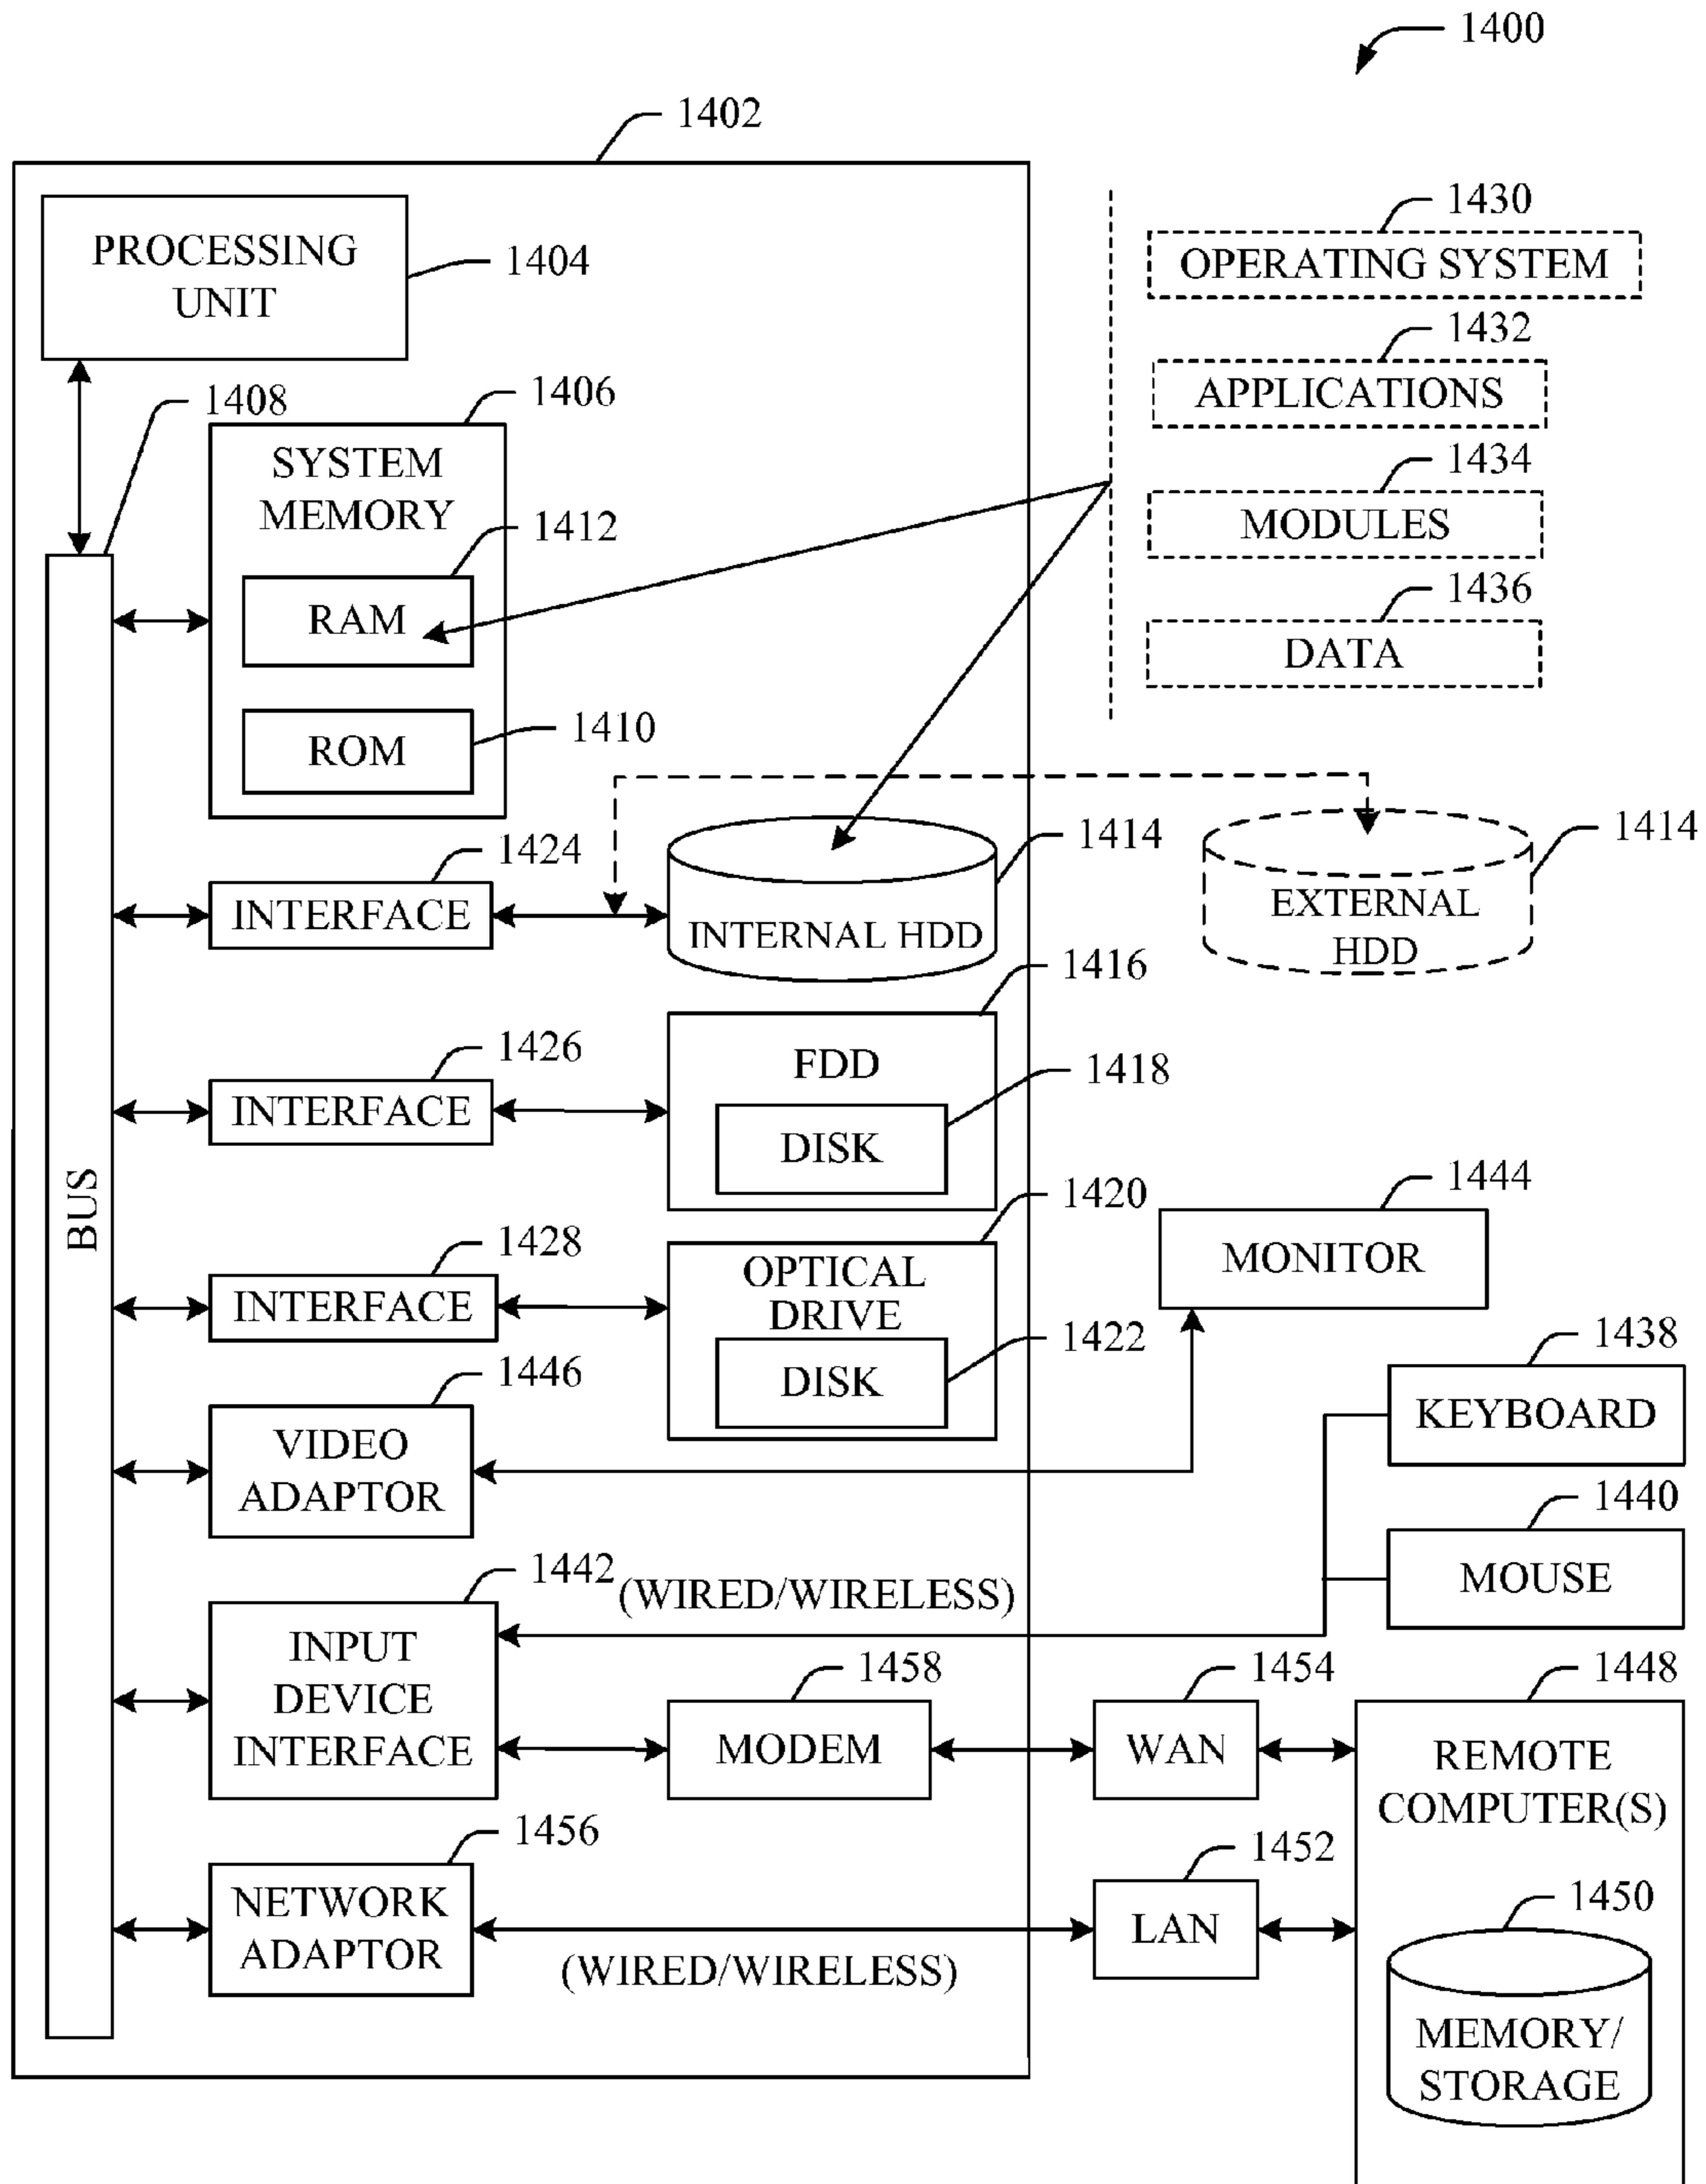 1400
1402
PROCESSING
UNIT
1404
1430
OPERATING SYSTEM
1432
APPLICATIONS
1434
MODULES
1436
DATA
1408
1406
SYSTEM
MEMORY
1412
RAM
1410
ROM
1424
INTERFACE
1414
INTERNAL HDD
1414
EXTERNAL
HDD
1426
INTERFACE
1416
FDD
1418
DISK
BUS
1428
INTERFACE
1420
OPTICAL
DRIVE
1422
DISK
1444
MONITOR
1446
VIDEO
ADAPTOR
1438
KEYBOARD
1440
MOUSE
1442
(WIRED/WIRELESS)
INPUT
DEVICE
INTERFACE
1458
MODEM
1454
WAN
1448
REMOTE
COMPUTER(S)
1456
NETWORK
ADAPTOR
(WIRED/WIRELESS)
1452
LAN
1450
MEMORY/
STORAGE